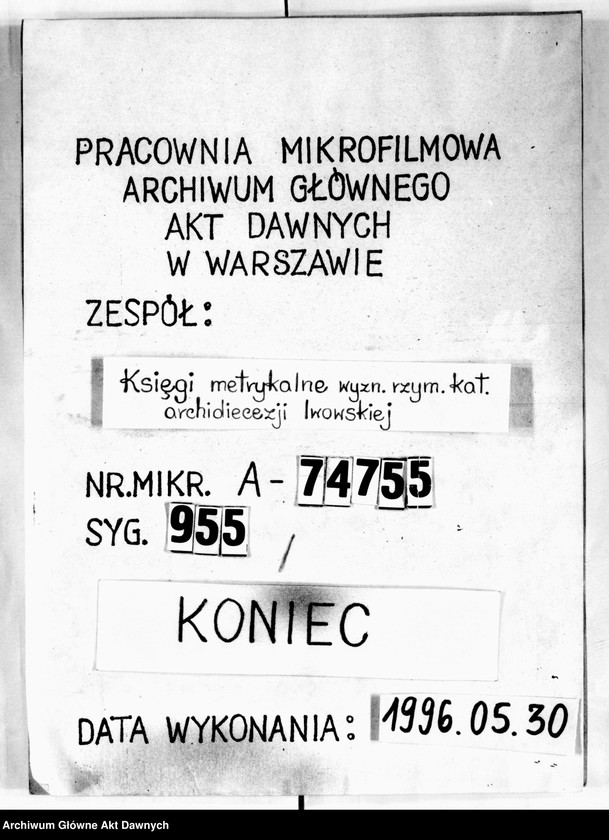 PRACOWNIA MIKROFILMOWA
ARCHIWUM GŁÓWNEGO
AKT DAWNYCH
W WARSZAWIE
ZESPÓŁ:
Księgi metrykalne wyzn. rzym. kat.
archidiecezji lwowskiej
NR. MIKR. A-74755
SYG. 955 /
KONIEC
DATA WYKONANIA: 1996.05.30
Archiwum Główne Akt Dawnych